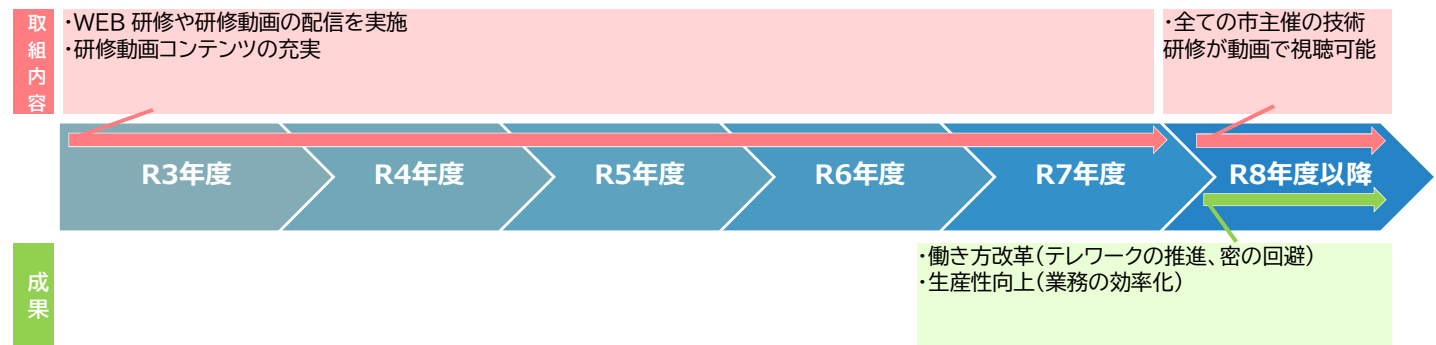 取組内容
・WEB 研修や研修動画の配信を実施
・研修動画コンテンツの充実
・全ての市主催の技術
研修が動画で視聴可能
R3年度
R4年度
R5年度
R6年度
R7年度
R8年度以降
成果
・働き方改革(テレワークの推進、密の回避)
・生産性向上(業務の効率化)